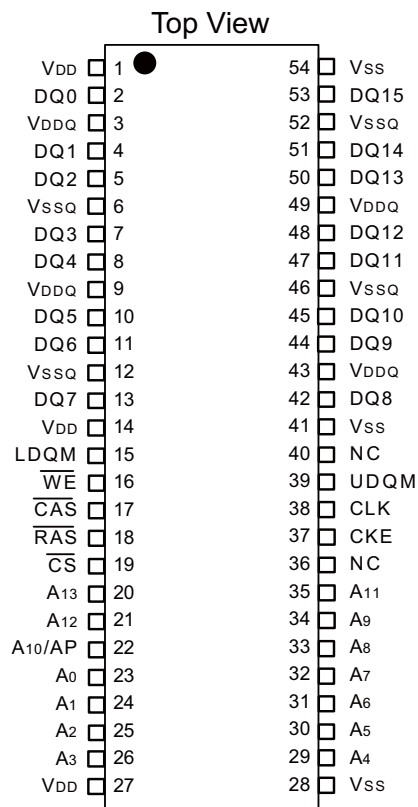 Top View
VDD 1 54 VSS
DQ0 2 53 DQ15
VDDQ 3 52 VSSQ
DQ1 4 51 DQ14
DQ2 5 50 DQ13
VSSQ 6 49 VDDQ
DQ3 7 48 DQ12
DQ4 8 47 DQ11
VDDQ 9 46 VSSQ
DQ5 10 45 DQ10
DQ6 11 44 DQ9
VSSQ 12 43 VDDQ
DQ7 13 42 DQ8
VDD 14 41 VSS
LDQM 15 40 NC
W̅E̅ 16 39 UDQM
C̅A̅S̅ 17 38 CLK
R̅A̅S̅ 18 37 CKE
C̅S̅ 19 36 NC
A13 20 35 A11
A12 21 34 A9
A10/AP 22 33 A8
A0 23 32 A7
A1 24 31 A6
A2 25 30 A5
A3 26 29 A4
VDD 27 28 VSS